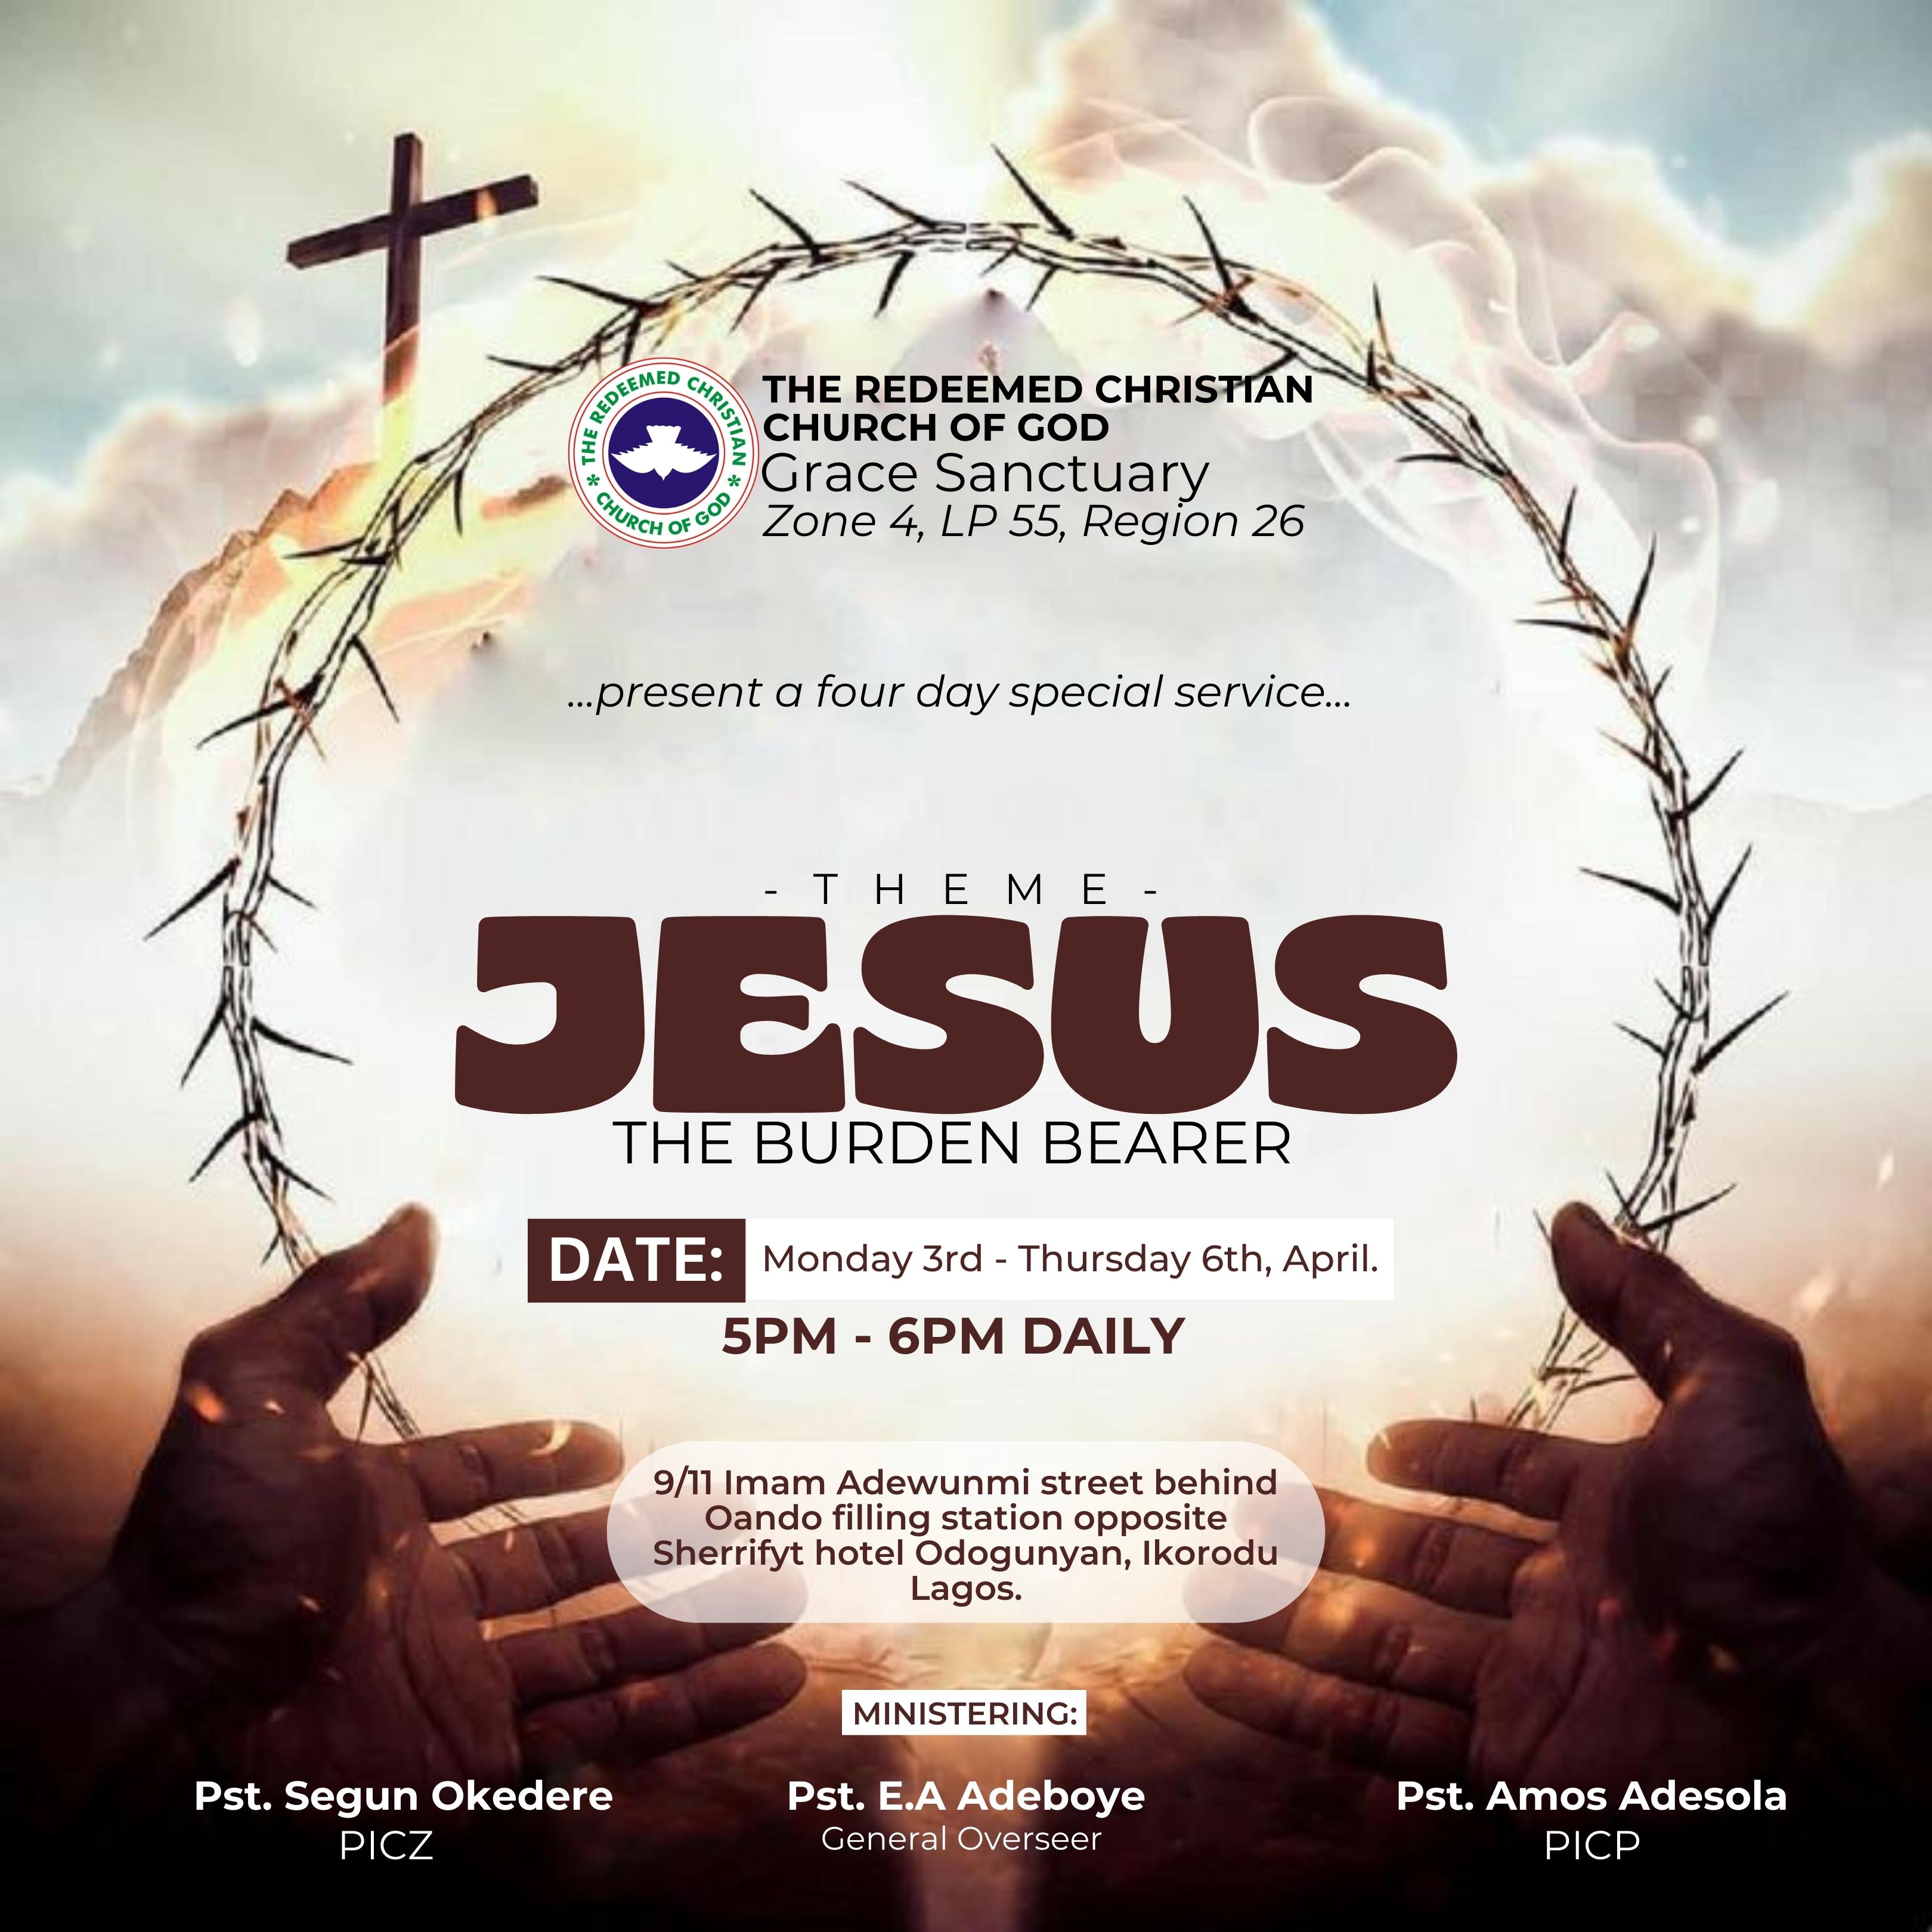 THE REDEEMED CHRISTIAN
CHURCH OF GOD
THE REDEEMED CHRISTIAN
CHURCH OF GOD
Grace Sanctuary
Zone 4, LP 55, Region 26
...present a four day special service...
- T H E M E -
JESUS
THE BURDEN BEARER
DATE: Monday 3rd - Thursday 6th, April.
5PM - 6PM DAILY
9/11 Imam Adewunmi street behind
Oando filling station opposite
Sherrifyt hotel Odogunyan, Ikorodu
Lagos.
MINISTERING:
Pst. Segun Okedere
PICZ
Pst. E.A Adeboye
General Overseer
Pst. Amos Adesola
PICP